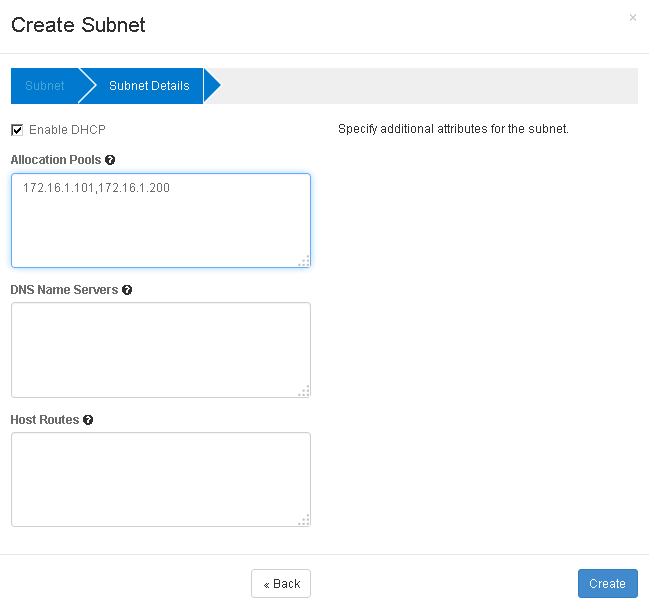 Create Subnet
×
Subnet
Subnet Details
Enable DHCP
Specify additional attributes for the subnet.
Allocation Pools
172.16.1.101,172.16.1.200
DNS Name Servers
Host Routes
« Back
Create